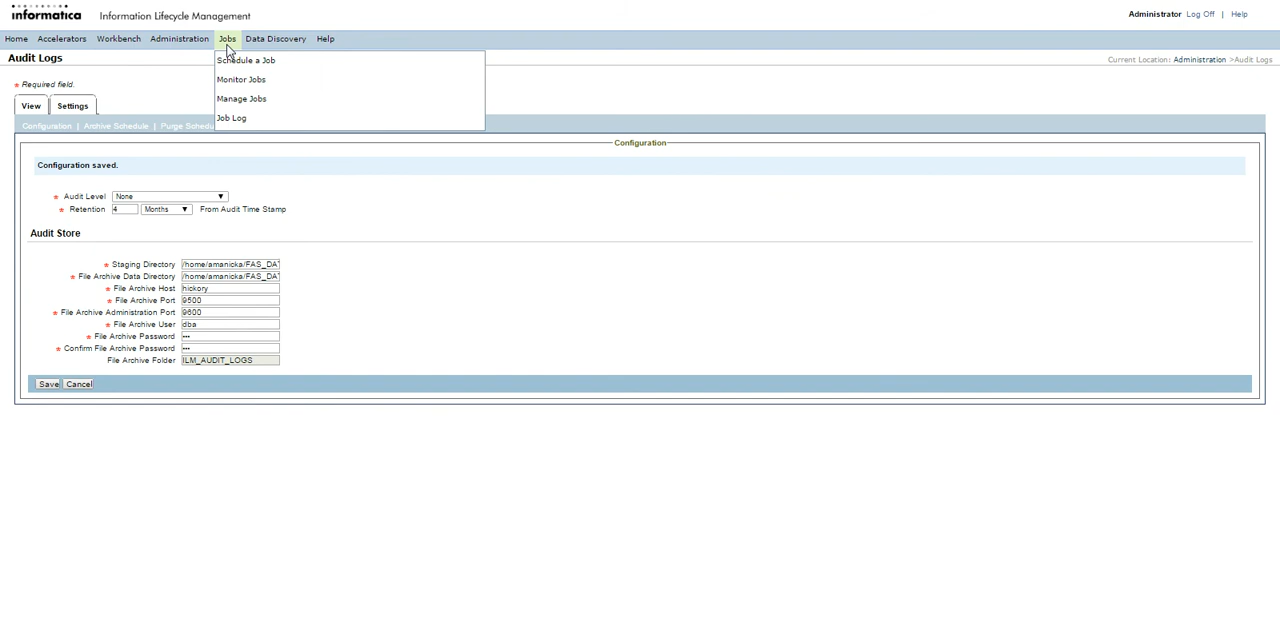 informatica Information Lifecycle Management
Administrator Log Off | Help
Home Accelerators Workbench Administration Jobs Data Discovery Help
Audit Logs
Current Location: Administration >Audit Logs
Schedule a Job
Monitor Jobs
Manage Jobs
Job Log
* Required field.
View Settings
Configuration | Archive Schedule | Purge Schedu
Configuration
Configuration saved.
* Audit Level None
* Retention 4 Months From Audit Time Stamp
Audit Store
* Staging Directory /home/amanicka/FAS_DAT
* File Archive Data Directory /home/amanicka/FAS_DAT
* File Archive Host hickory
* File Archive Port 9500
* File Archive Administration Port 9600
* File Archive User dba
* File Archive Password •••
* Confirm File Archive Password •••
File Archive Folder ILM_AUDIT_LOGS
Save Cancel